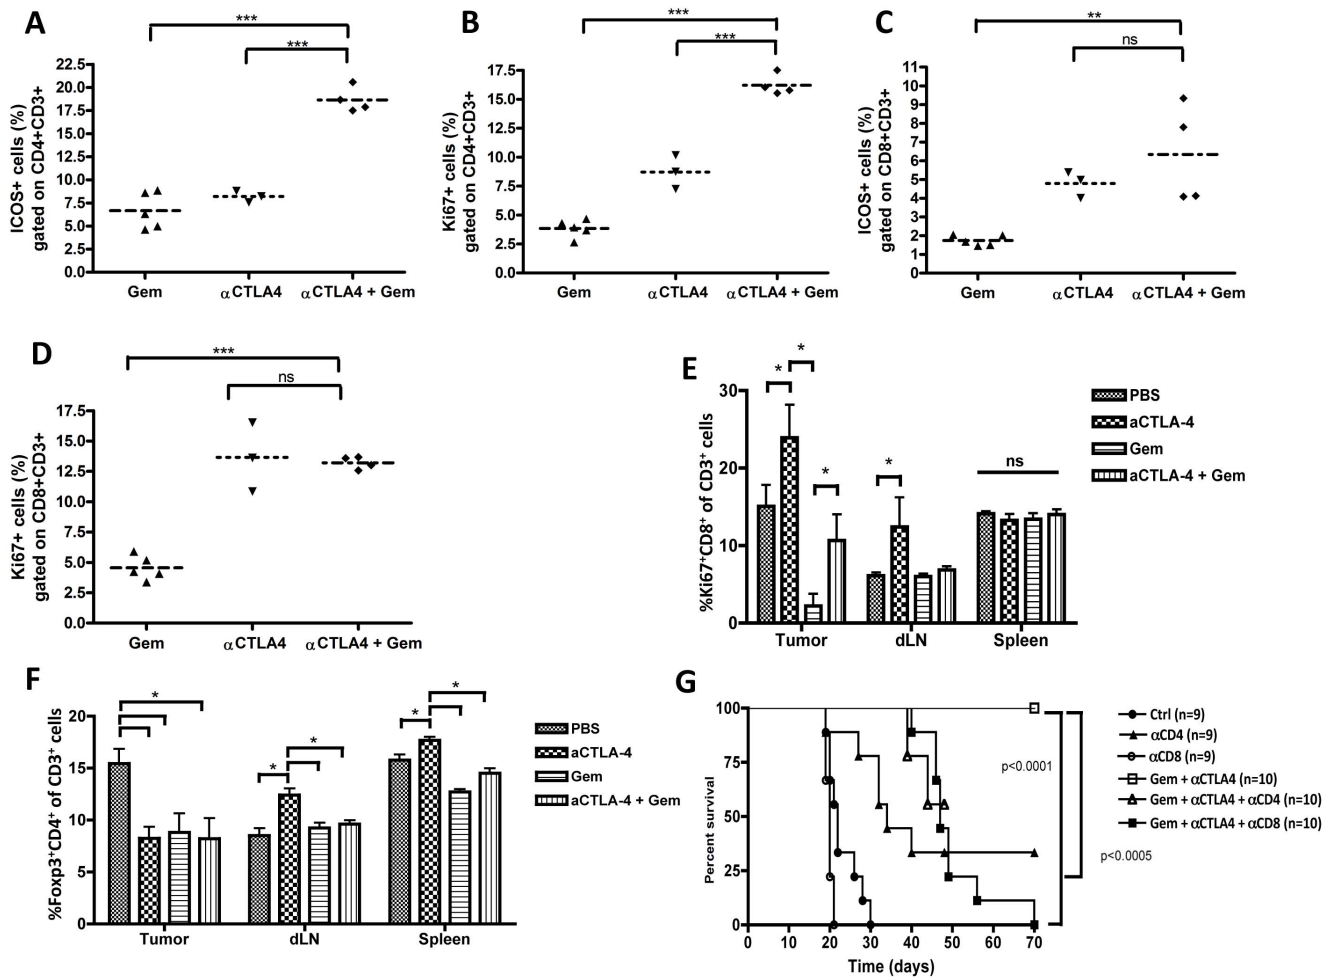 A
***
***
22.5
20.0
17.5
15.0
12.5
10.0
7.5
5.0
2.5
0.0
ICOS+ cells (%)
gated on CD4+CD3+
Gem
αCTLA4
αCTLA4 + Gem
B
***
***
17.5
15.0
12.5
10.0
7.5
5.0
2.5
0.0
Ki67+ cells (%)
gated on CD4+CD3+
Gem
αCTLA4
αCTLA4 + Gem
C
**
ns
11
10
9
8
7
6
5
4
3
2
1
0
ICOS+ cells (%)
gated on CD8+CD3+
Gem
αCTLA4
αCTLA4 + Gem
D
***
ns
17.5
15.0
12.5
10.0
7.5
5.0
2.5
0.0
Ki67+ cells (%)
gated on CD8+CD3+
Gem
αCTLA4
αCTLA4 + Gem
E
*
*
*
*
ns
30
20
10
0
%Ki67⁺CD8⁺ of CD3⁺ cells
Tumor
dLN
Spleen
PBS
aCTLA-4
Gem
aCTLA-4 + Gem
F
*
*
*
*
*
20
15
10
5
0
%Foxp3⁺CD4⁺ of CD3⁺ cells
Tumor
dLN
Spleen
PBS
aCTLA-4
Gem
aCTLA-4 + Gem
G
100
75
50
25
0
Percent survival
0 10 20 30 40 50 60 70
Time (days)
p<0.0001
p<0.0005
Ctrl (n=9)
αCD4 (n=9)
αCD8 (n=9)
Gem + αCTLA4 (n=10)
Gem + αCTLA4 + αCD4 (n=10)
Gem + αCTLA4 + αCD8 (n=10)